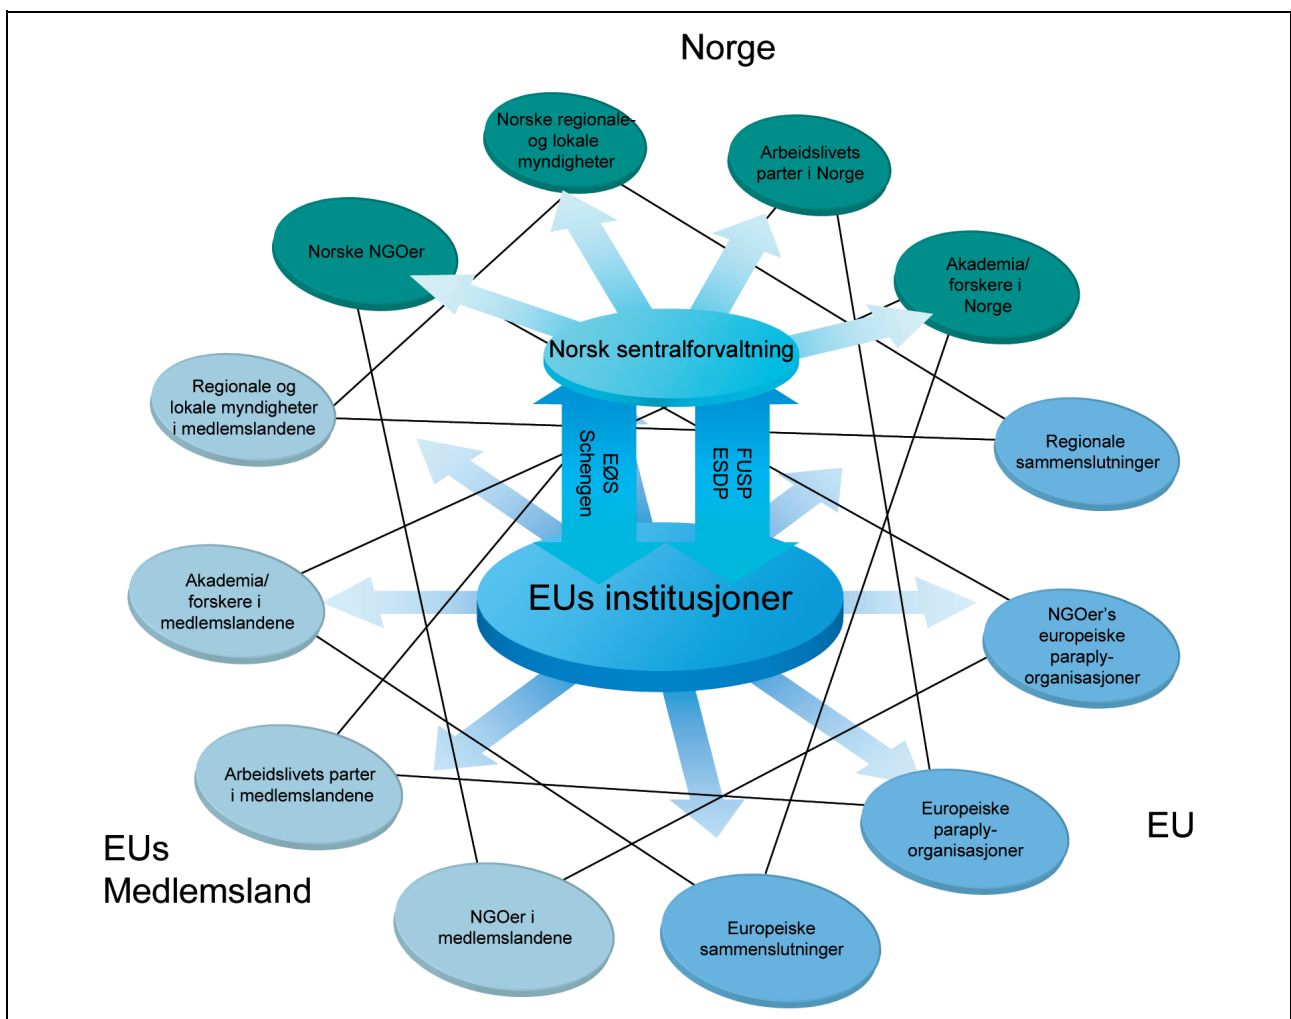 Norge
Norske regionale-
og lokale
myndigheter
Arbeidslivets
parter i Norge
Norske NGOer
Akademia/
forskere i
Norge
Norsk sentralforvaltning
Regionale og
lokale myndigheter
i medlemslandene
Regionale
sammenslutninger
EØS
Schengen
FUSP
ESDP
EUs institusjoner
Akademia/
forskere i
medlemslandene
NGOer's
europeiske
paraply-
organisasjoner
Arbeidslivets parter
i medlemslandene
Europeiske
paraply-
organisasjoner
EU
EUs
Medlemsland
NGOer i
medlemslandene
Europeiske
sammenslutninger